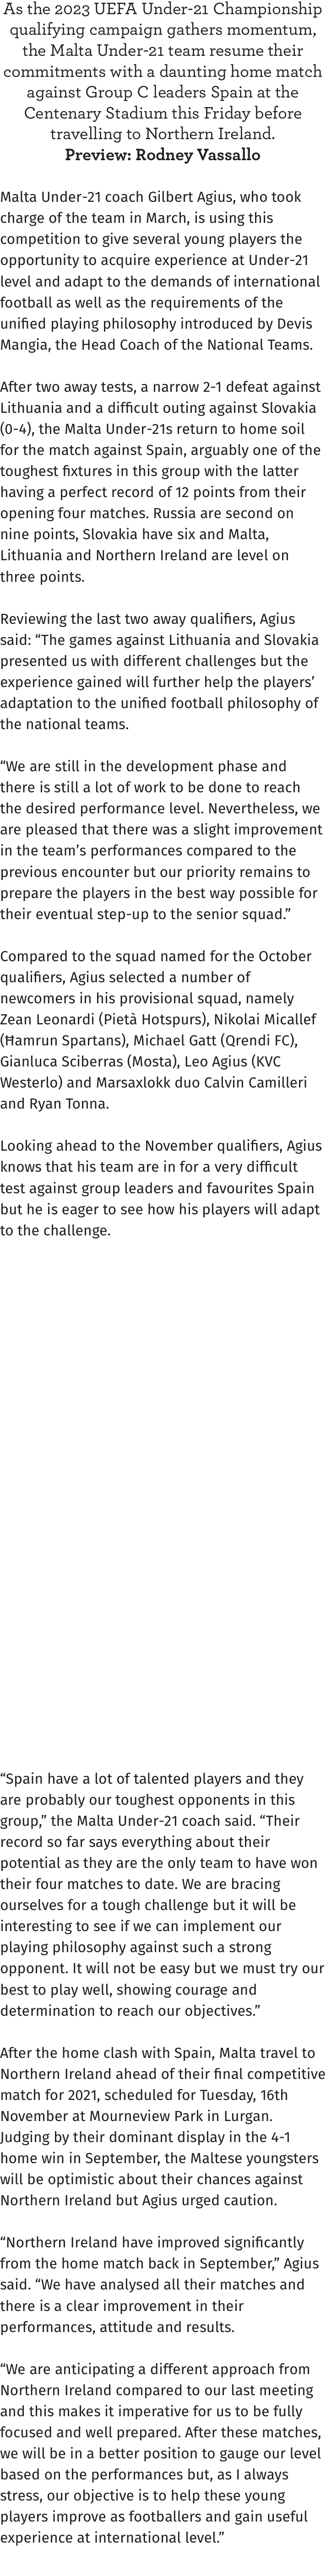 As the 2023 UEFA Under-21 Championship
qualifying campaign gathers momentum,
the Malta Under-21 team resume their
commitments with a daunting home match
against Group C leaders Spain at the
Centenary Stadium this Friday before
travelling to Northern Ireland.
Preview: Rodney Vassallo
Malta Under-21 coach Gilbert Agius, who took
charge of the team in March, is using this
competition to give several young players the
opportunity to acquire experience at Under-21
level and adapt to the demands of international
football as well as the requirements of the
unified playing philosophy introduced by Devis
Mangia, the Head Coach of the National Teams.
After two away tests, a narrow 2-1 defeat against
Lithuania and a difficult outing against Slovakia
(0-4), the Malta Under-21s return to home soil
for the match against Spain, arguably one of the
toughest fixtures in this group with the latter
having a perfect record of 12 points from their
opening four matches. Russia are second on
nine points, Slovakia have six and Malta,
Lithuania and Northern Ireland are level on
three points.
Reviewing the last two away qualifiers, Agius
said: “The games against Lithuania and Slovakia
presented us with different challenges but the
experience gained will further help the players’
adaptation to the unified football philosophy of
the national teams.
“We are still in the development phase and
there is still a lot of work to be done to reach
the desired performance level. Nevertheless, we
are pleased that there was a slight improvement
in the team’s performances compared to the
previous encounter but our priority remains to
prepare the players in the best way possible for
their eventual step-up to the senior squad.”
Compared to the squad named for the October
qualifiers, Agius selected a number of
newcomers in his provisional squad, namely
Zean Leonardi (Pietà Hotspurs), Nikolai Micallef
(Ħamrun Spartans), Michael Gatt (Qrendi FC),
Gianluca Sciberras (Mosta), Leo Agius (KVC
Westerlo) and Marsaxlokk duo Calvin Camilleri
and Ryan Tonna.
Looking ahead to the November qualifiers, Agius
knows that his team are in for a very difficult
test against group leaders and favourites Spain
but he is eager to see how his players will adapt
to the challenge.
“Spain have a lot of talented players and they
are probably our toughest opponents in this
group,” the Malta Under-21 coach said. “Their
record so far says everything about their
potential as they are the only team to have won
their four matches to date. We are bracing
ourselves for a tough challenge but it will be
interesting to see if we can implement our
playing philosophy against such a strong
opponent. It will not be easy but we must try our
best to play well, showing courage and
determination to reach our objectives.”
After the home clash with Spain, Malta travel to
Northern Ireland ahead of their final competitive
match for 2021, scheduled for Tuesday, 16th
November at Mourneview Park in Lurgan.
Judging by their dominant display in the 4-1
home win in September, the Maltese youngsters
will be optimistic about their chances against
Northern Ireland but Agius urged caution.
“Northern Ireland have improved significantly
from the home match back in September,” Agius
said. “We have analysed all their matches and
there is a clear improvement in their
performances, attitude and results.
“We are anticipating a different approach from
Northern Ireland compared to our last meeting
and this makes it imperative for us to be fully
focused and well prepared. After these matches,
we will be in a better position to gauge our level
based on the performances but, as I always
stress, our objective is to help these young
players improve as footballers and gain useful
experience at international level.”